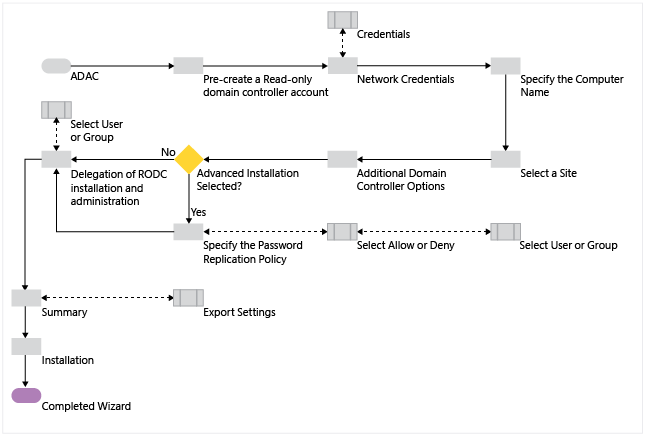 Credentials
ADAC
Pre-create a Read-only
domain controller account
Network Credentials
Specify the Computer
Name
Select User
or Group
No
Delegation of RODC
installation and
administration
Advanced Installation
Selected?
Additional Domain
Controller Options
Select a Site
Yes
Specify the Password
Replication Policy
Select Allow or Deny
Select User or Group
Summary
Export Settings
Installation
Completed Wizard